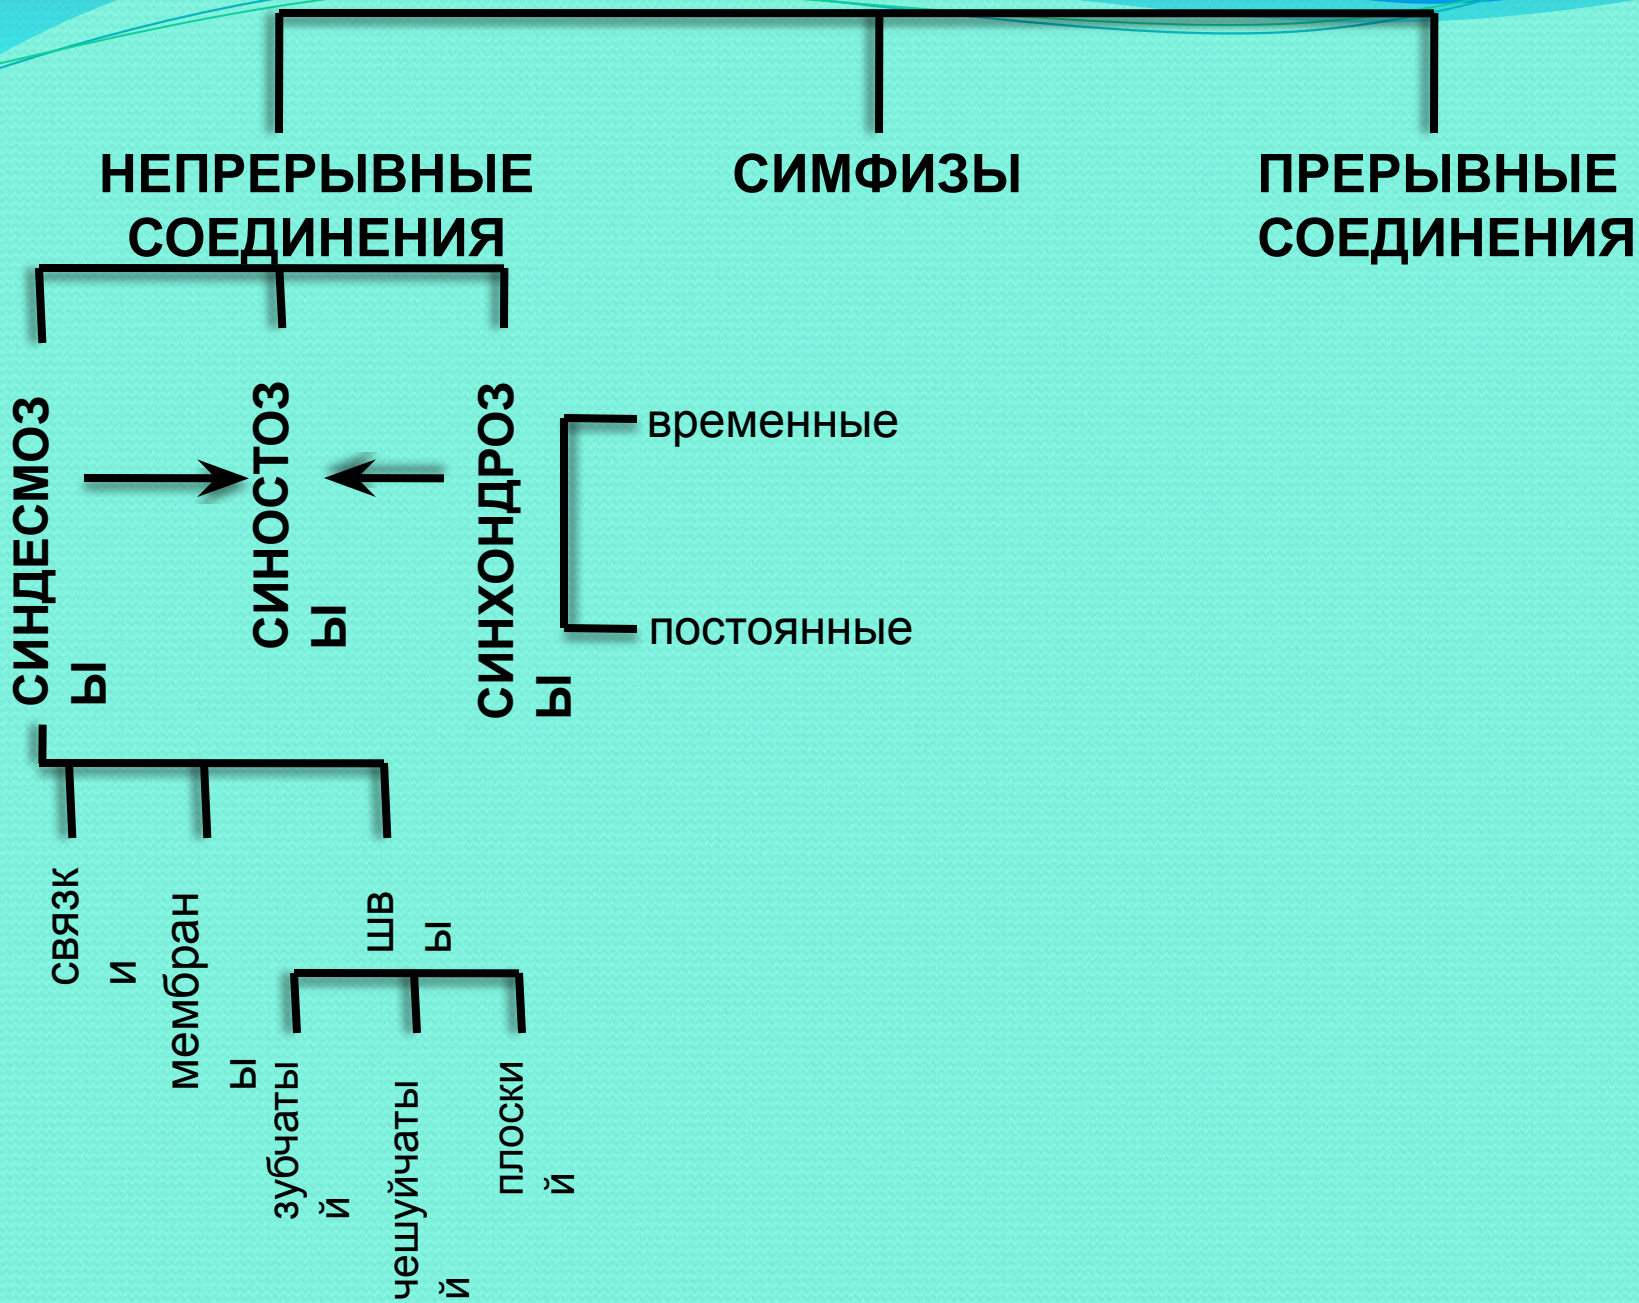 НЕПРЕРЫВНЫЕ
СОЕДИНЕНИЯ
СИМФИЗЫ
ПРЕРЫВНЫЕ
СОЕДИНЕНИЯ
СИНДЕСМОЗ
Ы
СИНОСТОЗ
Ы
СИНХОНДРОЗ
Ы
временные
постоянные
связк
и
мембран
ы
шв
ы
зубчаты
й
чешуйчаты
й
плоски
й